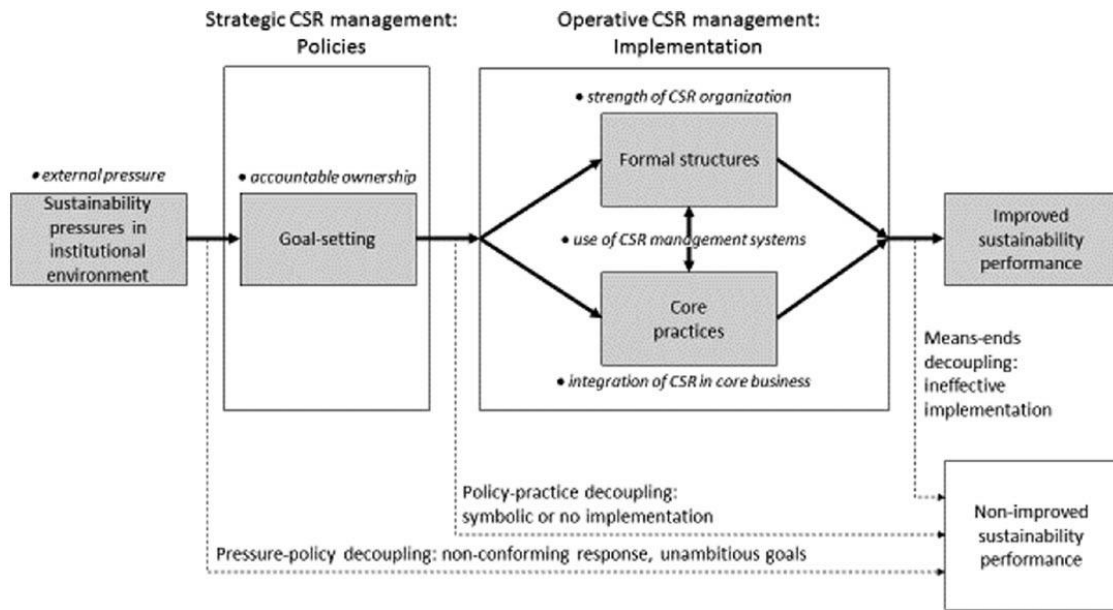 Strategic CSR management:
Policies
Operative CSR management:
Implementation
• strength of CSR organization
Formal structures
• external pressure
Sustainability
pressures in
institutional
environment
• accountable ownership
Goal-setting
• use of CSR management systems
Core
practices
• integration of CSR in core business
Improved
sustainability
performance
Means-ends
decoupling:
ineffective
implementation
Policy-practice decoupling:
symbolic or no implementation
Pressure-policy decoupling: non-conforming response, unambitious goals
Non-improved
sustainability
performance